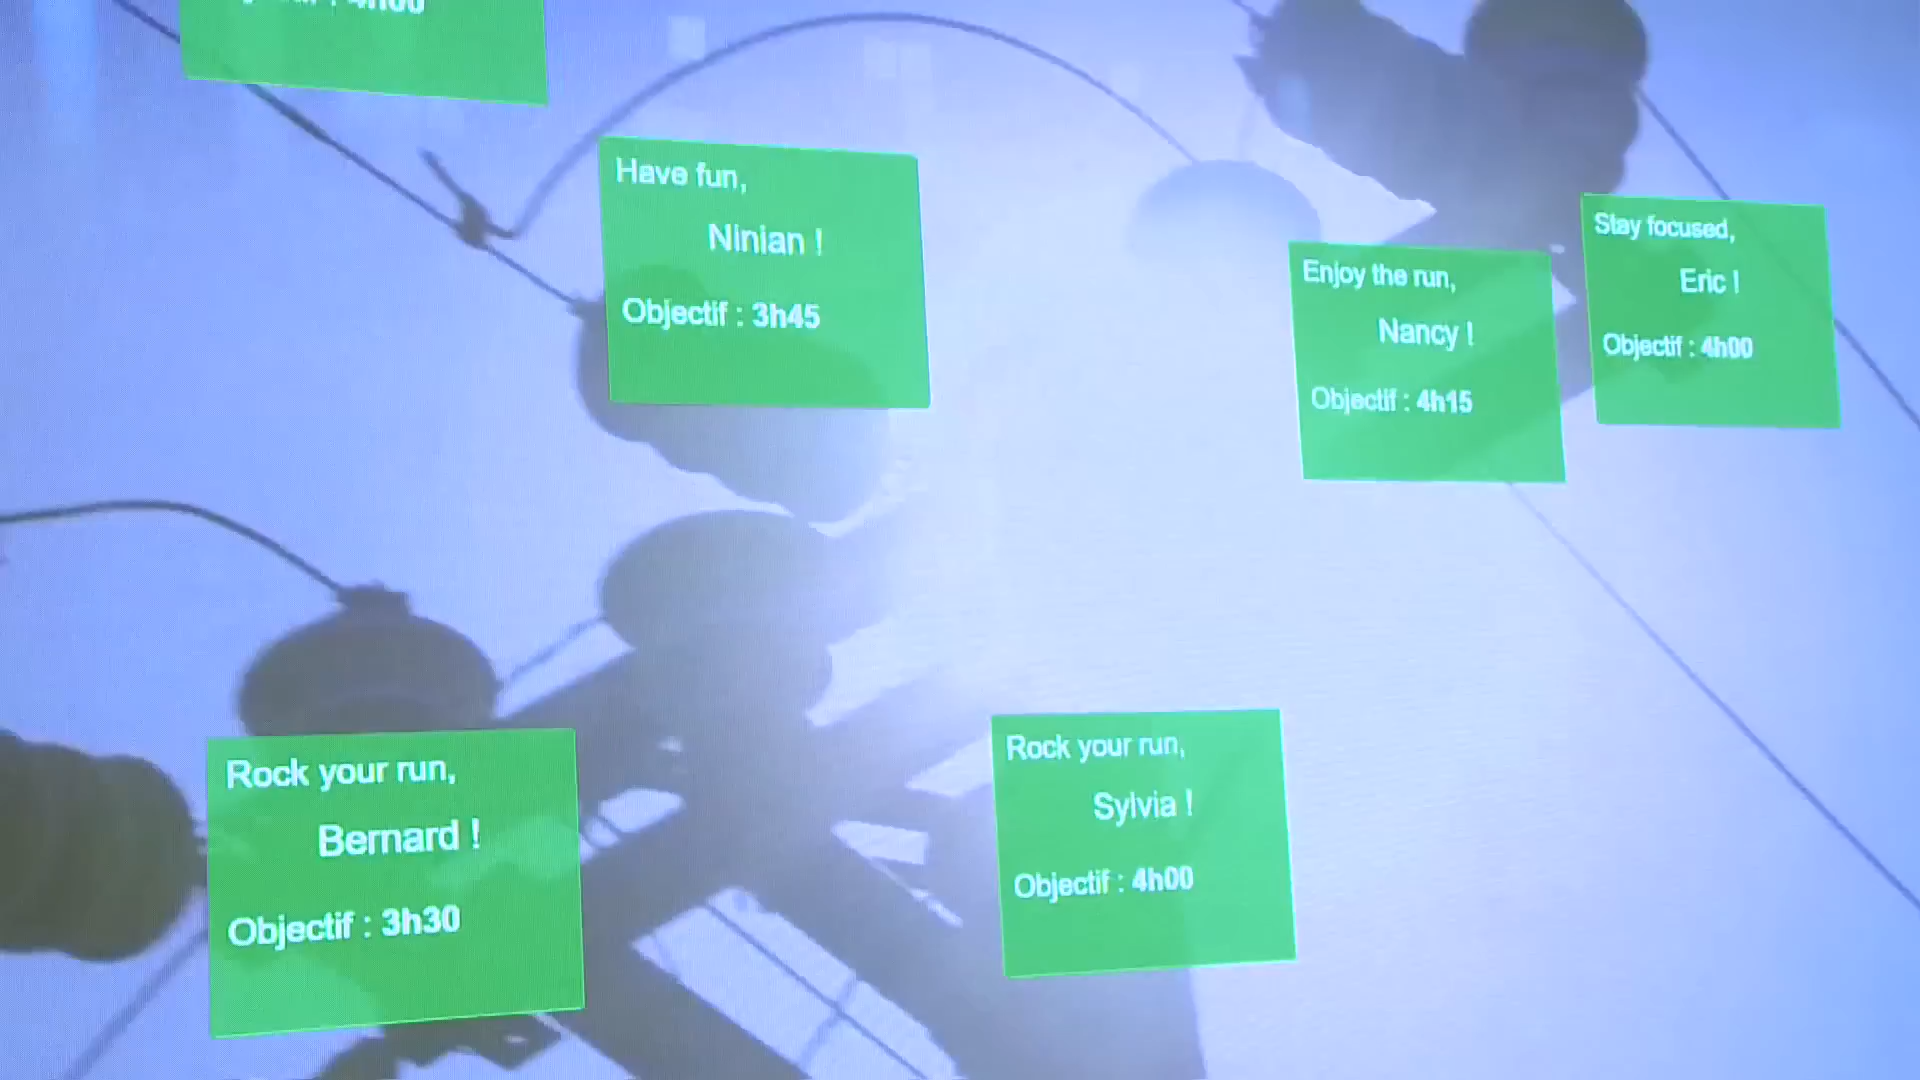 : 4h00
Have fun,
Ninian !
Objectif : 3h45
Enjoy the run,
Nancy !
Objectif : 4h15
Stay focused,
Eric !
Objectif : 4h00
Rock your run,
Bernard !
Objectif : 3h30
Rock your run,
Sylvia !
Objectif : 4h00